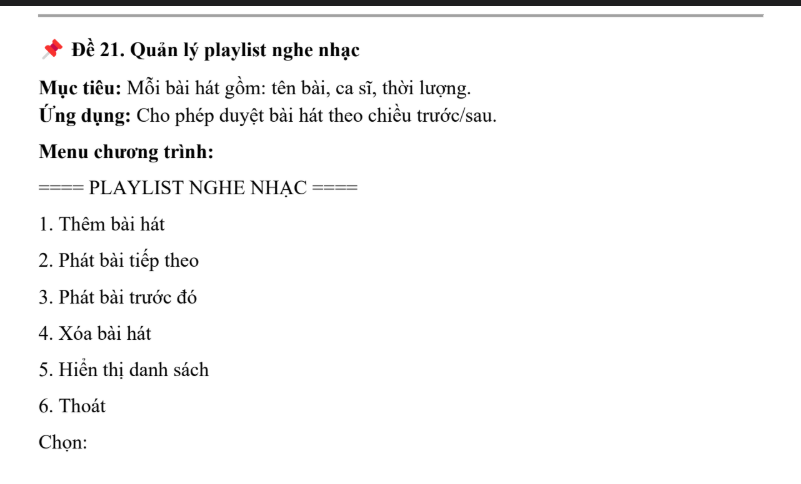 📌 Đề 21. Quản lý playlist nghe nhạc
Mục tiêu: Mỗi bài hát gồm: tên bài, ca sĩ, thời lượng.
Ứng dụng: Cho phép duyệt bài hát theo chiều trước/sau.
Menu chương trình:
==== PLAYLIST NGHE NHẠC ====
1. Thêm bài hát
2. Phát bài tiếp theo
3. Phát bài trước đó
4. Xóa bài hát
5. Hiển thị danh sách
6. Thoát
Chọn: